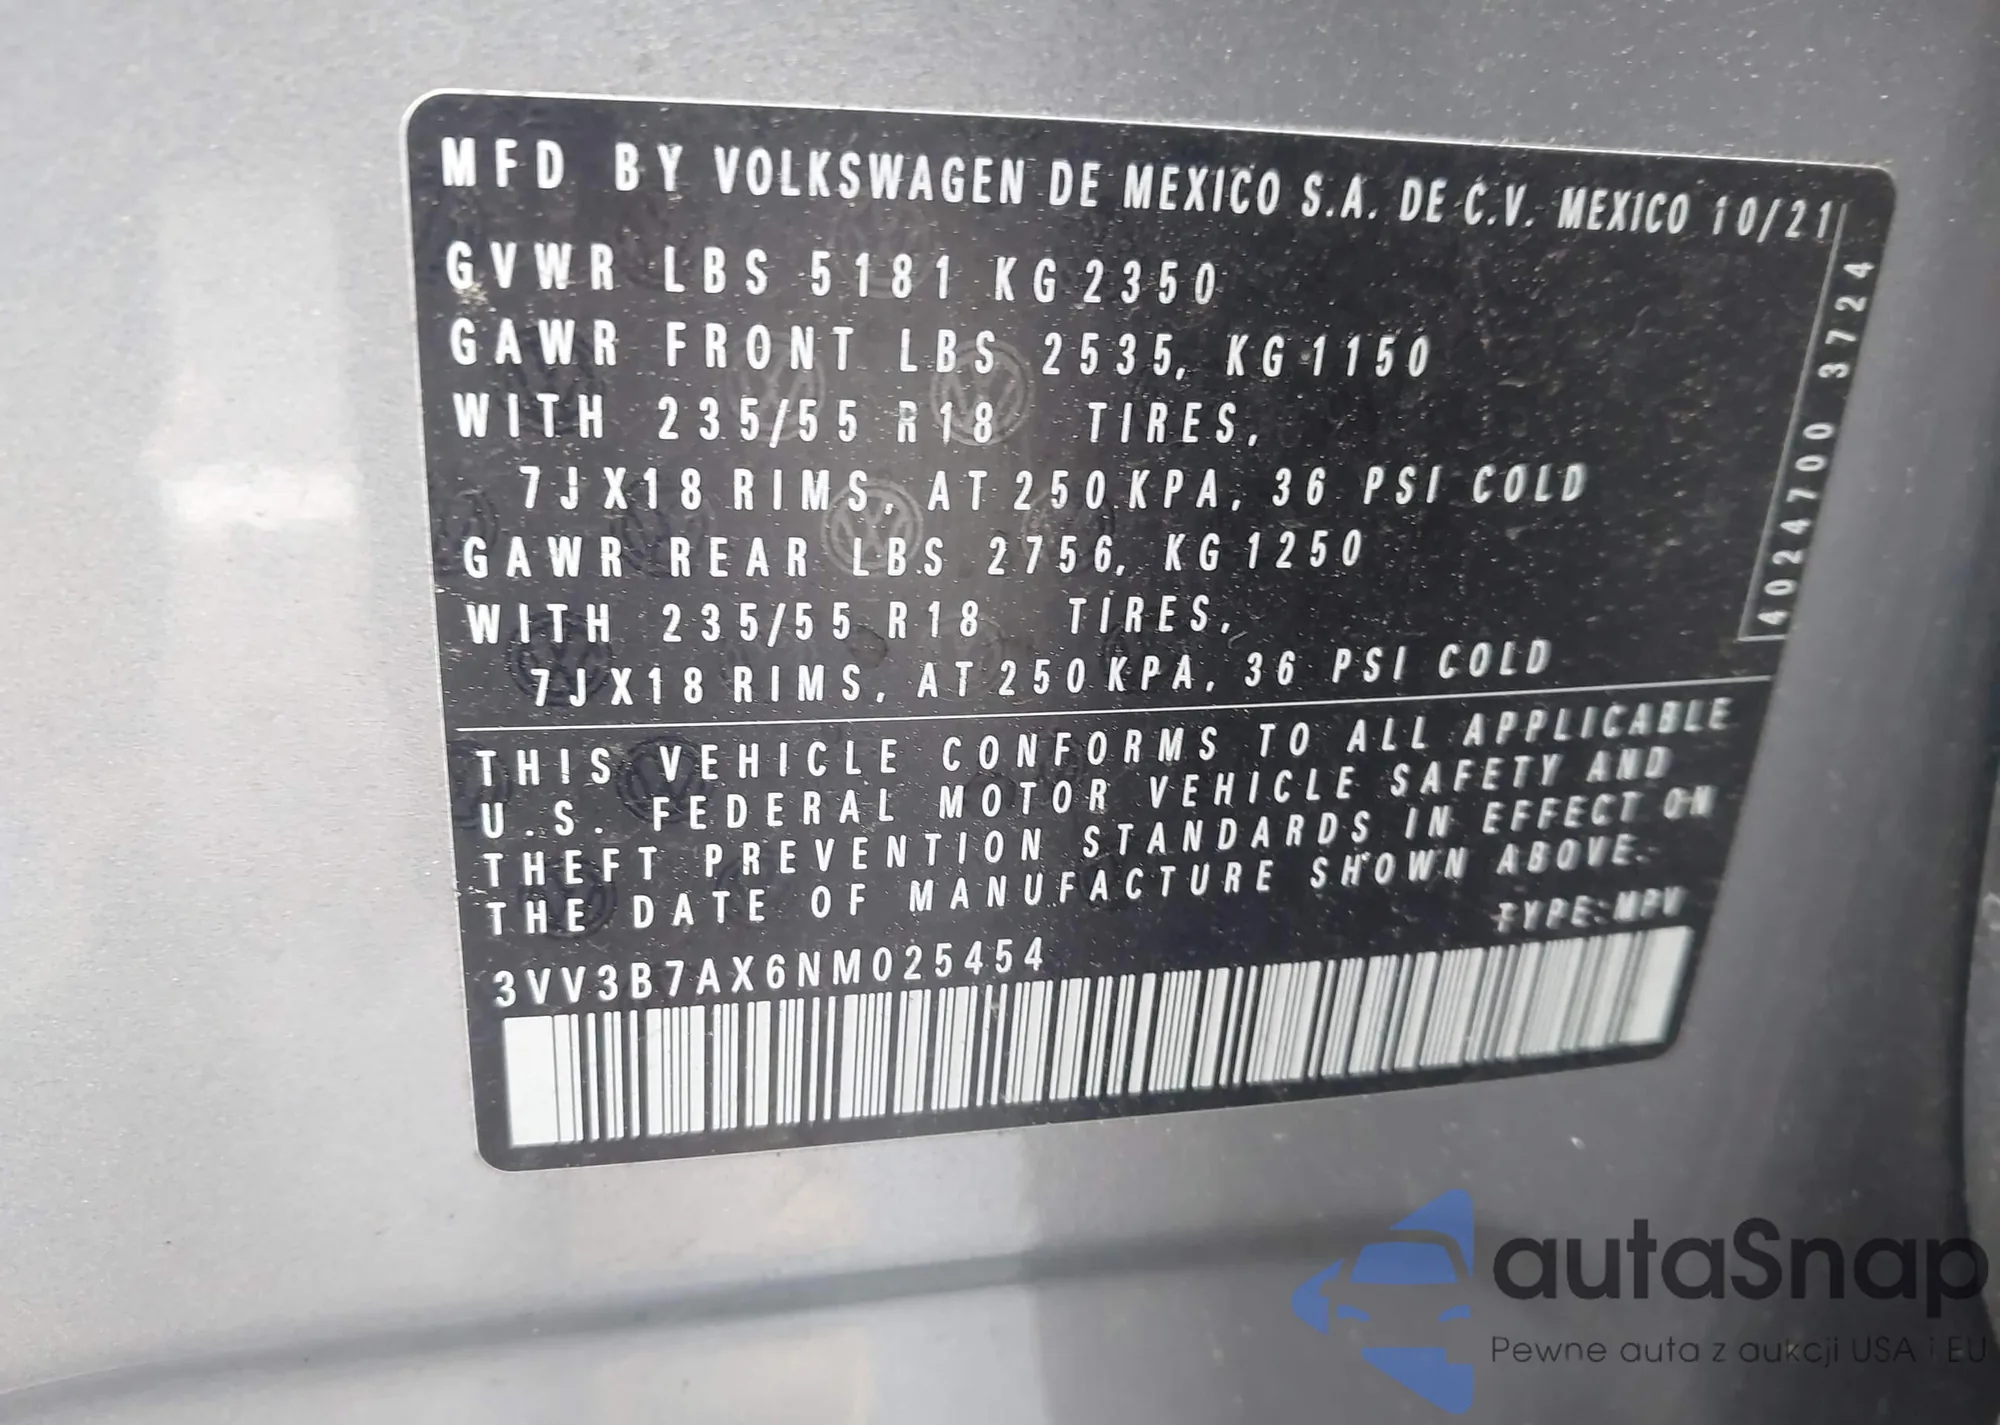 MFD BY VOLKSWAGEN DE MEXICO S.A. DE C.V. MEXICO 10/21
GVWR LBS 5181 KG 2350
GAWR FRONT LBS 2535, KG 1150
WITH 235/55 R18 TIRES,
7JX18 RIMS, AT 250 KPA, 36 PSI COLD
GAWR REAR LBS 2756, KG 1250
WITH 235/55 R18 TIRES,
7JX18 RIMS, AT 250 KPA, 36 PSI COLD
4024700 3724
THIS VEHICLE CONFORMS TO ALL APPLICABLE
U.S. FEDERAL MOTOR VEHICLE SAFETY AND
THEFT PREVENTION STANDARDS IN EFFECT ON
THE DATE OF MANUFACTURE SHOWN ABOVE.
TYPE: MPV
3VV3B7AX6NM025454
autaSnap
Pewne auta z aukcji USA i EU